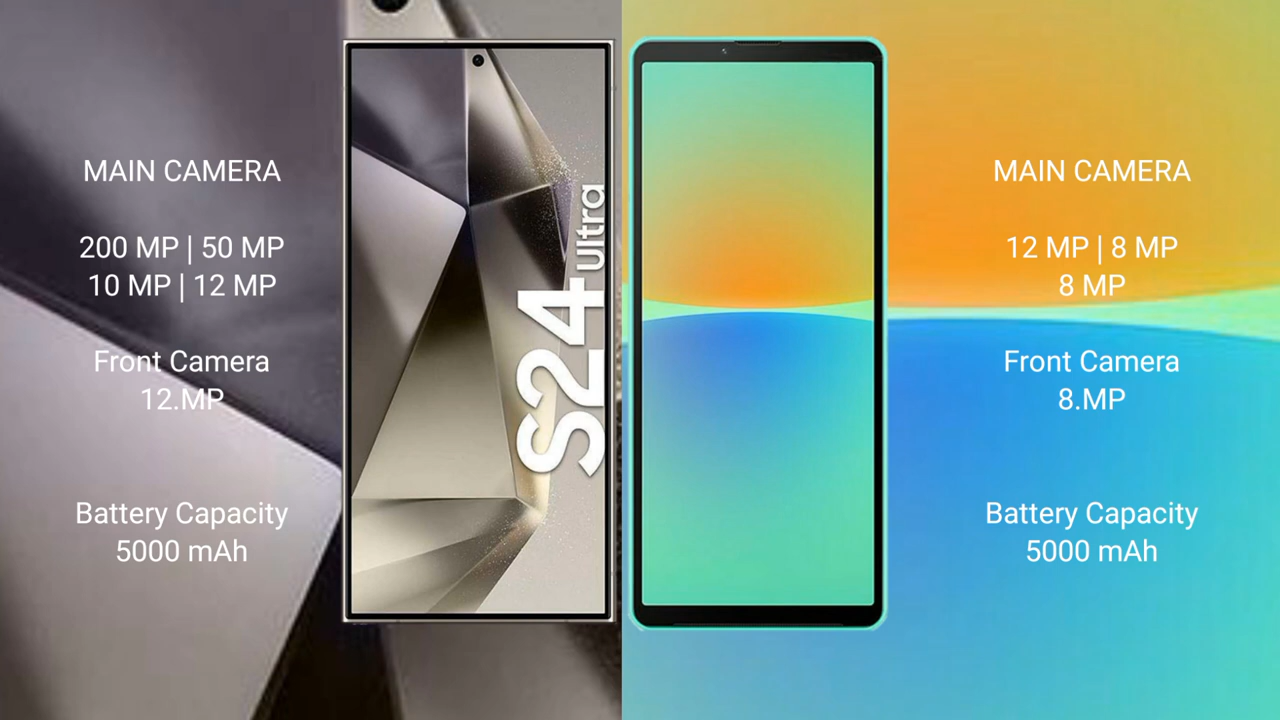 MAIN CAMERA
200 MP | 50 MP
10 MP | 12 MP
Front Camera
12.MP
Battery Capacity
5000 mAh
S24 Ultra
MAIN CAMERA
12 MP | 8 MP
8 MP
Front Camera
8.MP
Battery Capacity
5000 mAh